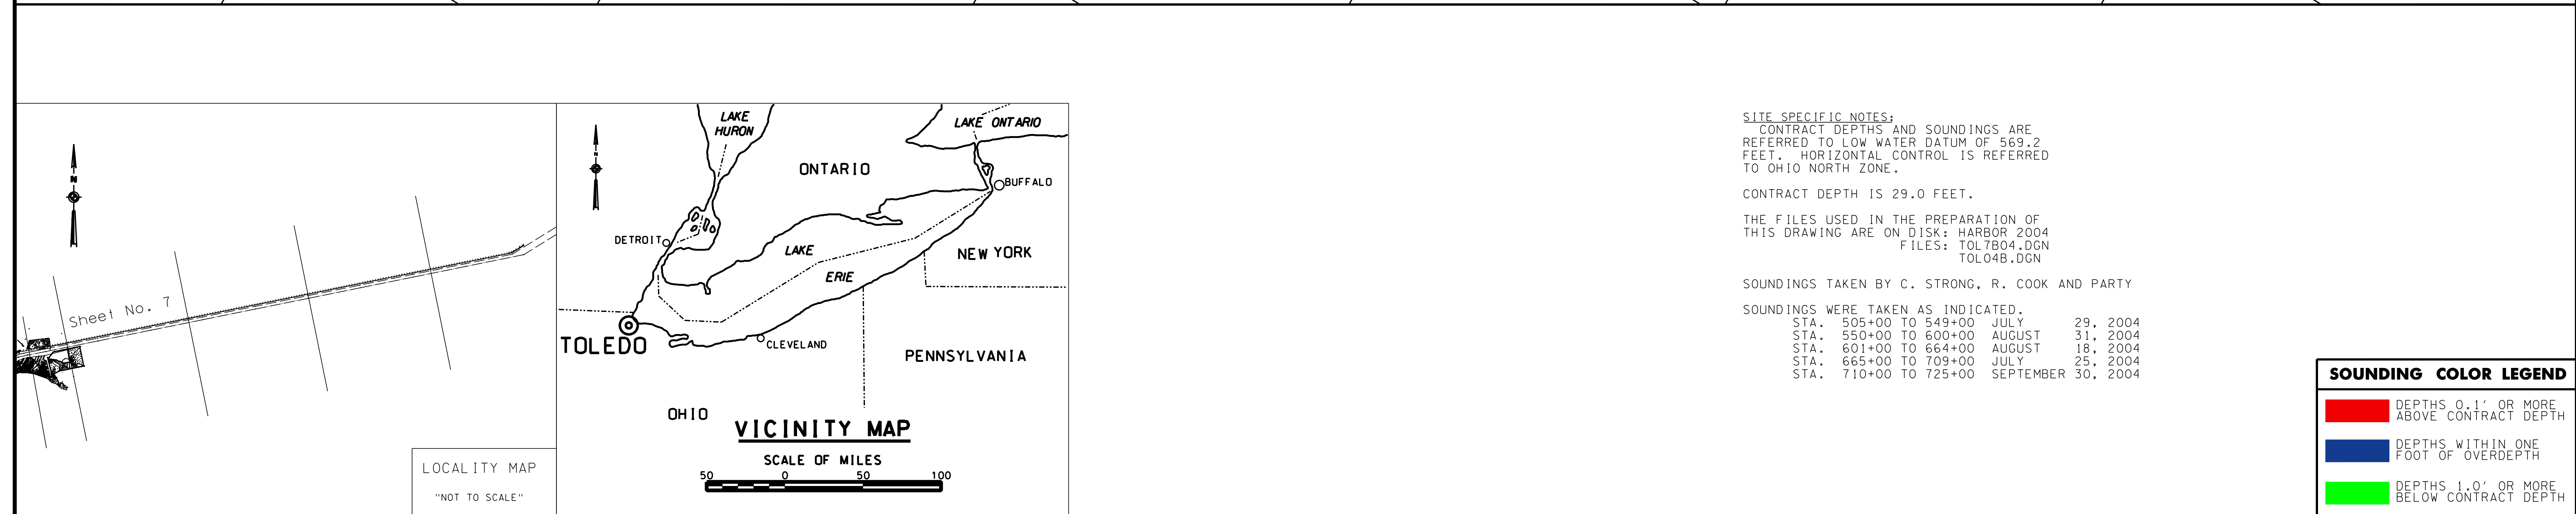 N
Sheet No. 7
LOCALITY MAP
"NOT TO SCALE"
N
LAKE
HURON
LAKE ONTARIO
ONTARIO
BUFFALO
DETROIT
LAKE
ERIE
NEW YORK
TOLEDO
CLEVELAND
PENNSYLVANIA
OHIO
VICINITY MAP
SCALE OF MILES
50 0 50 100
SITE SPECIFIC NOTES:
CONTRACT DEPTHS AND SOUNDINGS ARE
REFERRED TO LOW WATER DATUM OF 569.2
FEET. HORIZONTAL CONTROL IS REFERRED
TO OHIO NORTH ZONE.
CONTRACT DEPTH IS 29.0 FEET.
THE FILES USED IN THE PREPARATION OF
THIS DRAWING ARE ON DISK: HARBOR 2004
FILES: TOL7B04.DGN
TOL04B.DGN
SOUNDINGS TAKEN BY C. STRONG, R. COOK AND PARTY
SOUNDINGS WERE TAKEN AS INDICATED.
STA. 505+00 TO 549+00 JULY 29, 2004
STA. 550+00 TO 600+00 AUGUST 31, 2004
STA. 601+00 TO 664+00 AUGUST 18, 2004
STA. 665+00 TO 709+00 JULY 25, 2004
STA. 710+00 TO 725+00 SEPTEMBER 30, 2004
SOUNDING COLOR LEGEND
DEPTHS 0.1' OR MORE
ABOVE CONTRACT DEPTH
DEPTHS WITHIN ONE
FOOT OF OVERDEPTH
DEPTHS 1.0' OR MORE
BELOW CONTRACT DEPTH